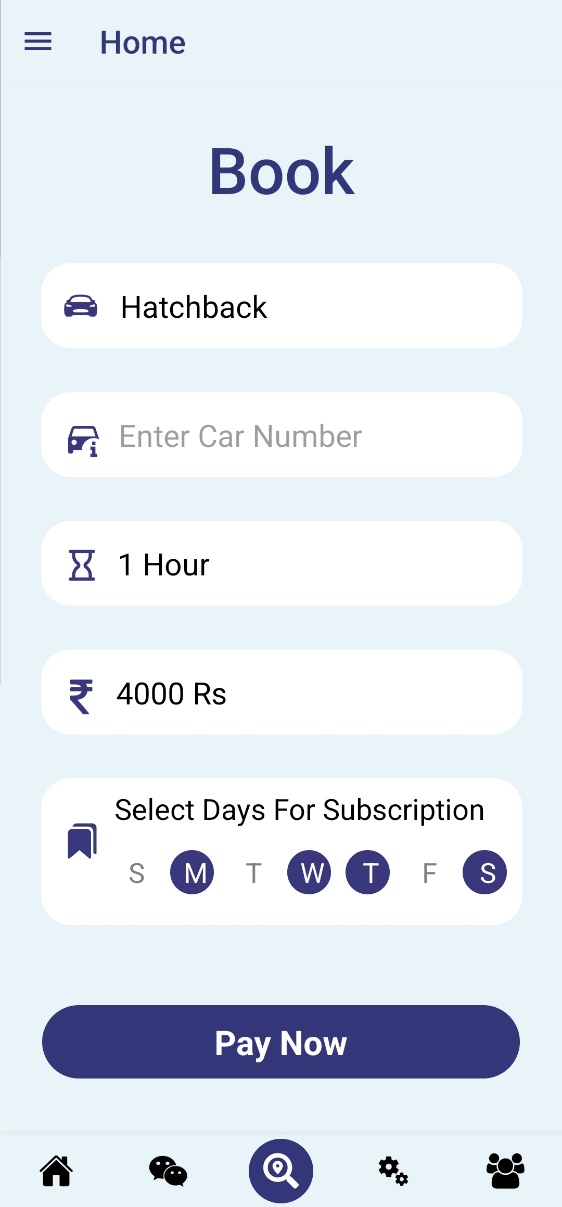 Home
Book
Hatchback
Enter Car Number
1 Hour
₹ 4000 Rs
Select Days For Subscription
S M T W T F S
Pay Now